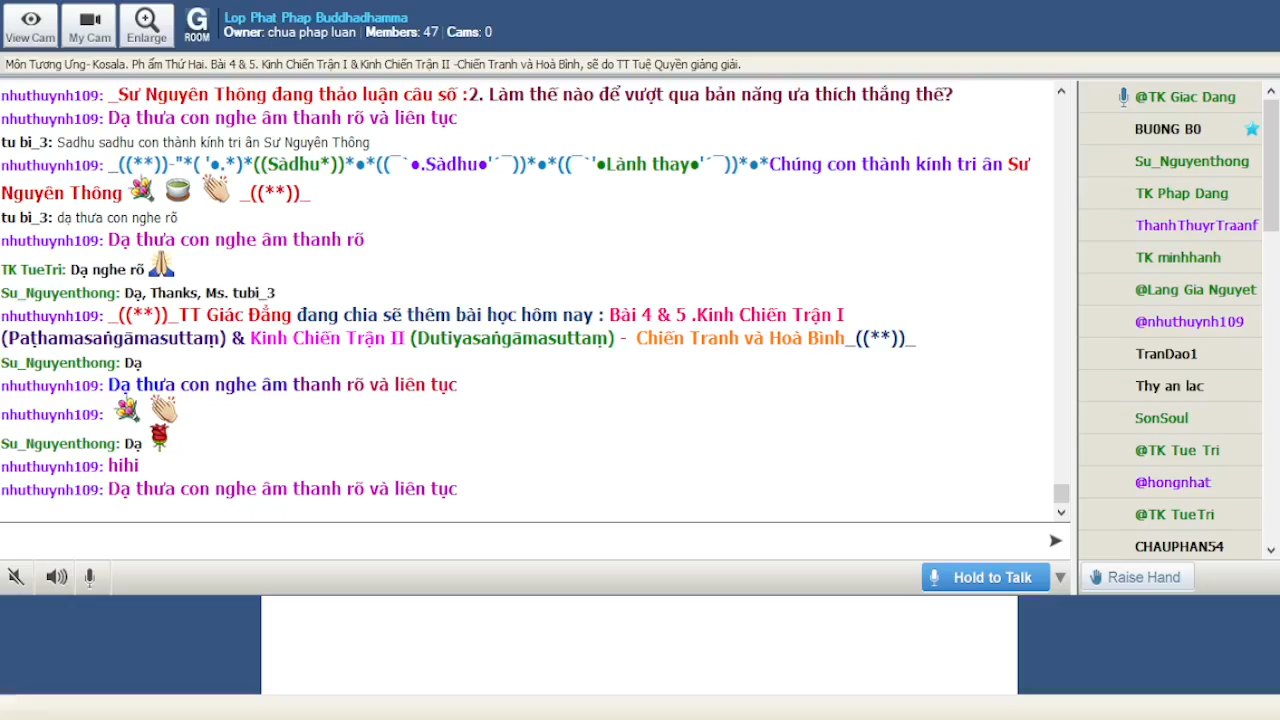 View Cam
My Cam
Enlarge
G
ROOM
Lop Phat Phap Buddhadhamma
Owner: chua phap luan | Members: 47 | Cams: 0
Môn Tương Ưng- Kosala. Ph ẩm Thứ Hai. Bài 4 & 5. Kinh Chiến Trận I & Kinh Chiến Trận II -Chiến Tranh và Hoà Bình, sẽ do TT Tuệ Quyền giảng giải.
nhuthuynh109: _Sư Nguyên Thông đang thảo luận câu số :2. Làm thế nào để vượt qua bản năng ưa thích thắng thế?
nhuthuynh109: Dạ thưa con nghe âm thanh rõ và liên tục
tu bi_3: Sadhu sadhu con thành kính tri ân Sư Nguyên Thông
nhuthuynh109: _((**))-"*( '●.*)*((Sàdhu*))*●*((¯`●.Sàdhu●'´¯))*●*((¯`'●Lành thay●'´¯))*●*Chúng con thành kính tri ân Sư
Nguyên Thông _((**))_
tu bi_3: dạ thưa con nghe rõ
nhuthuynh109: Dạ thưa con nghe âm thanh rõ
TK TueTri: Dạ nghe rõ
Su_Nguyenthong: Dạ, Thanks, Ms. tubi_3
nhuthuynh109: _((**))_TT Giác Đẳng đang chia sẽ thêm bài học hôm nay : Bài 4 & 5 .Kinh Chiến Trận I
(Paṭhamasaṅgāmasuttaṃ) & Kinh Chiến Trận II (Dutiyasaṅgāmasuttaṃ) - Chiến Tranh và Hoà Bình_((**))_
Su_Nguyenthong: Dạ
nhuthuynh109: Dạ thưa con nghe âm thanh rõ và liên tục
nhuthuynh109:
Su_Nguyenthong: Dạ
nhuthuynh109: hihi
nhuthuynh109: Dạ thưa con nghe âm thanh rõ và liên tục
@TK Giac Dang
BU0NG B0
Su_Nguyenthong
TK Phap Dang
ThanhThuyrTraanf
TK minhhanh
@Lang Gia Nguyet
@nhuthuynh109
TranDao1
Thy an lac
SonSoul
@TK Tue Tri
@hongnhat
@TK TueTri
CHAUPHAN54
Hold to Talk
Raise Hand